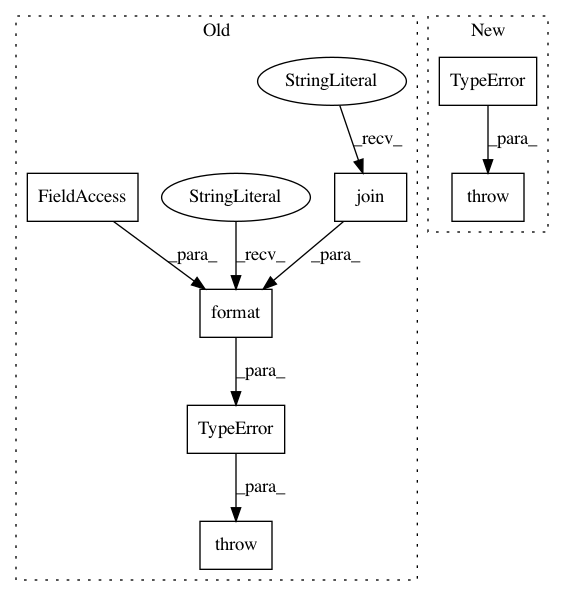 Old
New
StringLiteral
TypeError
_recv_
_para_
FieldAccess
StringLiteral
join
throw
_para_
_recv_
_para_
format
_para_
TypeError
_para_
throw